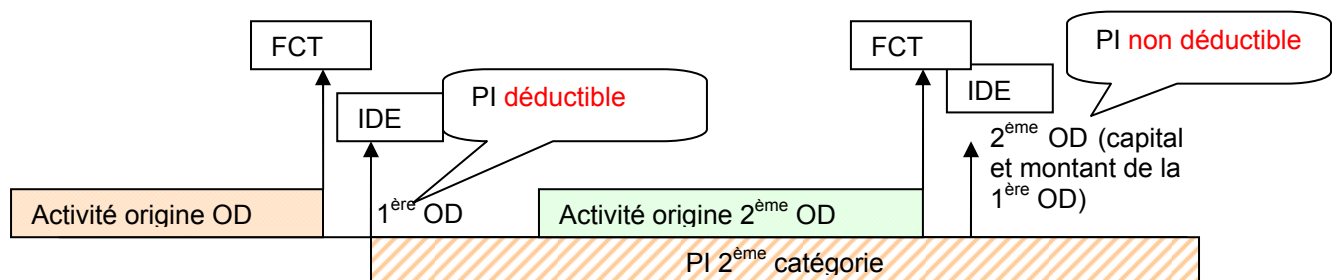 FCT
FCT
PI non déductible
PI déductible
IDE
IDE
2ème OD (capital
et montant de la
1ère OD)
Activité origine OD
1ère OD
Activité origine 2ème OD
PI 2ème catégorie